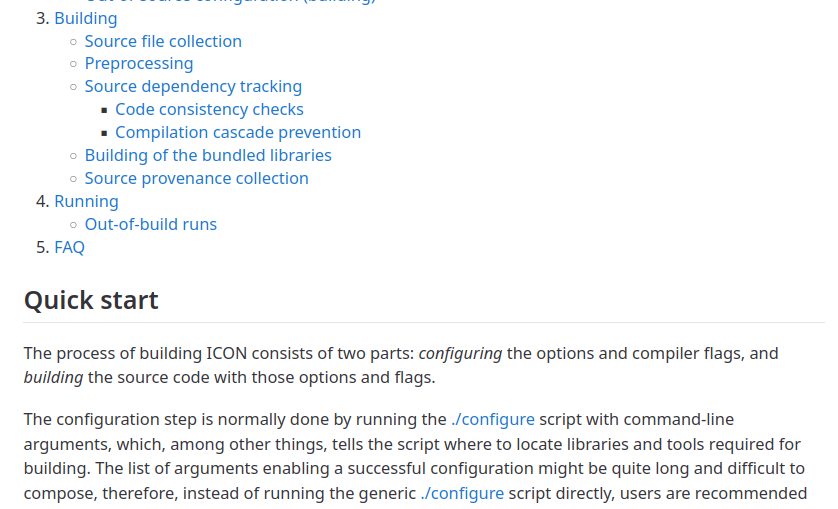 Out-of-source configuration (building)
3. Building
○ Source file collection
○ Preprocessing
○ Source dependency tracking
▪ Code consistency checks
▪ Compilation cascade prevention
○ Building of the bundled libraries
○ Source provenance collection
4. Running
○ Out-of-build runs
5. FAQ
Quick start
The process of building ICON consists of two parts: configuring the options and compiler flags, and
building the source code with those options and flags.
The configuration step is normally done by running the ./configure script with command-line
arguments, which, among other things, tells the script where to locate libraries and tools required for
building. The list of arguments enabling a successful configuration might be quite long and difficult to
compose, therefore, instead of running the generic ./configure script directly, users are recommended